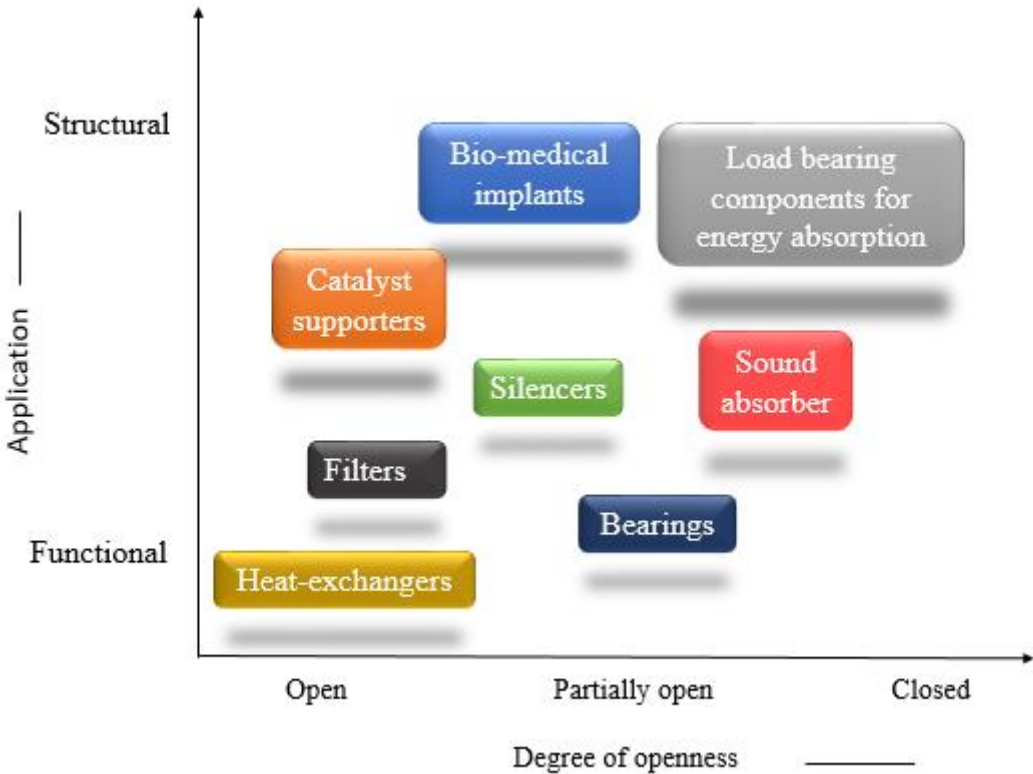 Structural
Bio-medical
implants
Load bearing
components for
energy absorption
Catalyst
supporters
Application
Silencers
Sound
absorber
Filters
Bearings
Functional
Heat-exchangers
Open
Partially open
Closed
Degree of openness